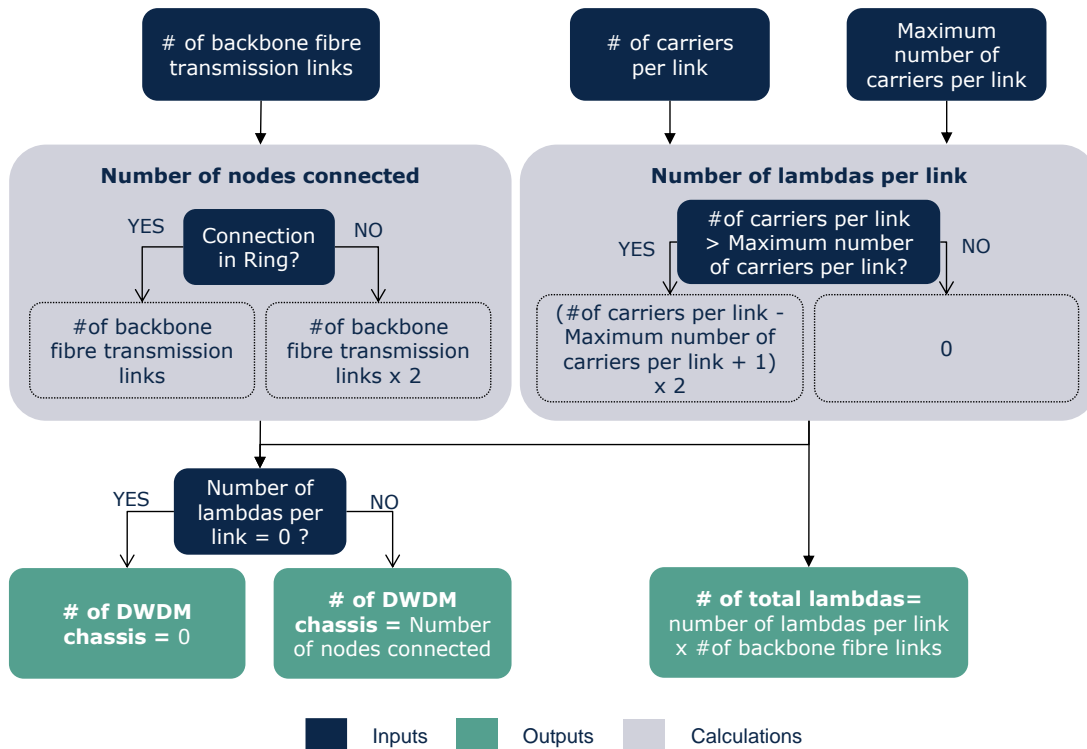 # of backbone fibre
transmission links
# of carriers
per link
Maximum
number of
carriers per link
Number of nodes connected
YES
Connection
in Ring?
NO
#of backbone
fibre transmission
links
#of backbone
fibre transmission
links x 2
Number of lambdas per link
YES
#of carriers per link
> Maximum number
of carriers per link?
NO
(#of carriers per link -
Maximum number of
carriers per link + 1)
x 2
0
YES
Number of
lambdas per
link = 0 ?
NO
# of DWDM
chassis = 0
# of DWDM
chassis = Number
of nodes connected
# of total lambdas=
number of lambdas per link
x #of backbone fibre links
Inputs
Outputs
Calculations